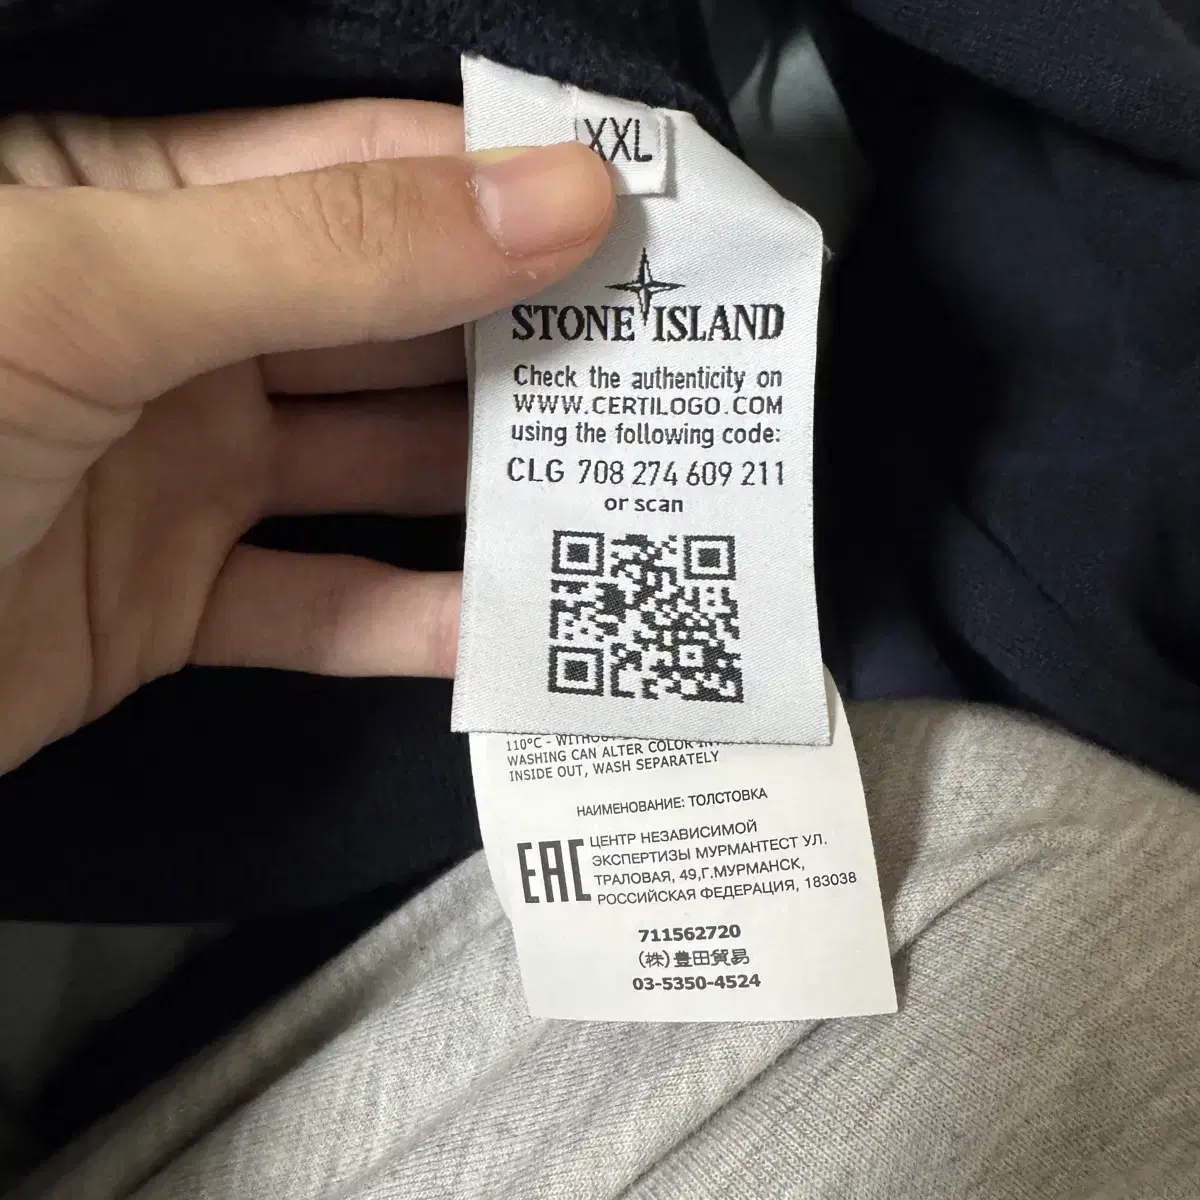 XXL
STONE ISLAND
Check the authenticity on
WWW.CERTILOGO.COM
using the following code:
CLG 708 274 609 211
or scan
110°C - WITHOUT
WASHING CAN ALTER COLOR
INSIDE OUT, WASH SEPARATELY
НАИМЕНОВАНИЕ: ТОЛСТОВКА
EAC
ЦЕНТР НЕЗАВИСИМОЙ
ЭКСПЕРТИЗЫ МУРМАНТЕСТ УЛ.
ТРАЛОВАЯ, 49,Г.МУРМАНСК,
РОССИЙСКАЯ ФЕДЕРАЦИЯ, 183038
711562720
(株)豊田貿易
03-5350-4524